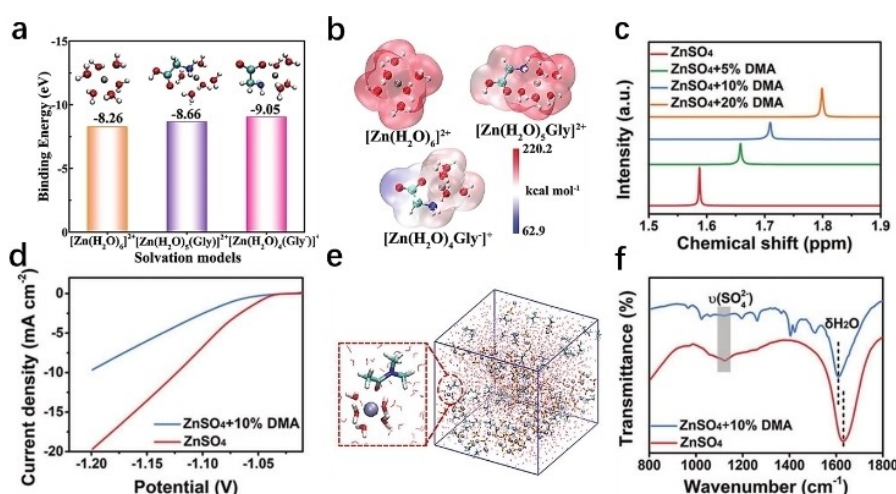 a
Binding Energy (eV)
-15
-10
-5
0
-8.26
-8.66
-9.05
[Zn(H₂O)₆]²⁺
[Zn(H₂O)₅(Gly)]²⁺
[Zn(H₂O)₄(Gly⁻)]⁺
Solvation models
b
[Zn(H₂O)₆]²⁺
[Zn(H₂O)₅Gly]²⁺
[Zn(H₂O)₄Gly⁻]⁺
220.2
kcal mol⁻¹
62.9
c
Intensity (a.u.)
ZnSO₄
ZnSO₄+5% DMA
ZnSO₄+10% DMA
ZnSO₄+20% DMA
1.5 1.6 1.7 1.8 1.9
Chemical shift (ppm)
d
Current density (mA cm⁻²)
0
-5
-10
-15
-20
ZnSO₄+10% DMA
ZnSO₄
-1.20 -1.15 -1.10 -1.05
Potential (V)
e
f
Transmittance (%)
υ(SO₄²⁻)
δH₂O
ZnSO₄+10% DMA
ZnSO₄
800 1000 1200 1400 1600 1800
Wavenumber (cm⁻¹)